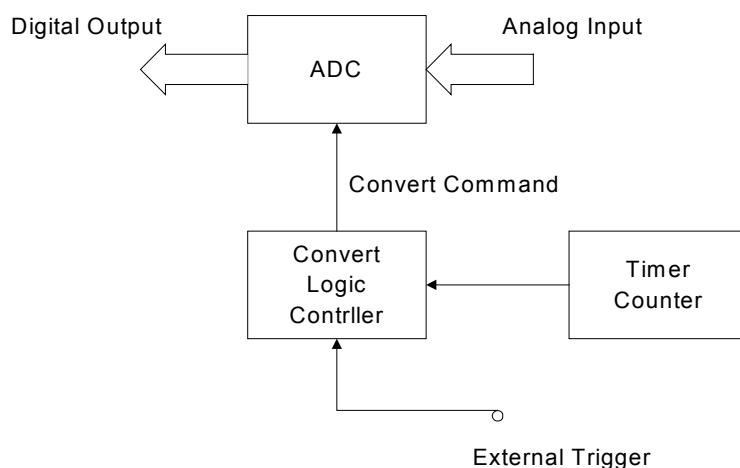 Digital Output
Analog Input
ADC
Convert Command
Convert
Logic
Contrller
Timer
Counter
External Trigger